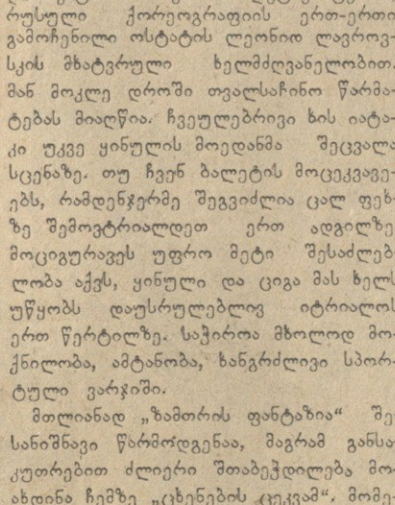 რუსული ქორეოგრაფიის ერთ-ერთი
გამოჩენილი ოსტატის ლეონიდ ლავროვ-
სკის მხატვრული ხელმძღვანელობით.
მან მოკლე დროში თვალსაჩინო წარმა-
ტებას მიაღწია. ჩვეულებრივი ხის იატა-
კი უკვე ყინულის მოედანმა შეცვალა
სცენაზე. თუ ჩვენ ბალეტის მოცეკვავე-
ებს, რამდენჯერმე შეგვიძლია ცალ ფეხ-
ზე შემოვტრიალდეთ ერთ ადგილზე
მოციგურავეს უფრო მეტი შესაძლებ-
ლობა აქვს, ყინული და ციგა მას ხელს
უწყობს დაუსრულებლივ იტრიალოს
ერთ წერტილზე. საჭიროა მხოლოდ მო-
ქნილობა, ამტანობა, ხანგრძლივი სპორ-
ტული ვარჯიში.
მთლიანად „ზამთრის ფანტაზია“ შე-
სანიშნავი წარმოდგენაა, მაგრამ განსა-
კუთრებით ძლიერი შთაბეჭდილება მო-
ახდინა ჩემზე „ცხენების ცეკვამ“. მომე-